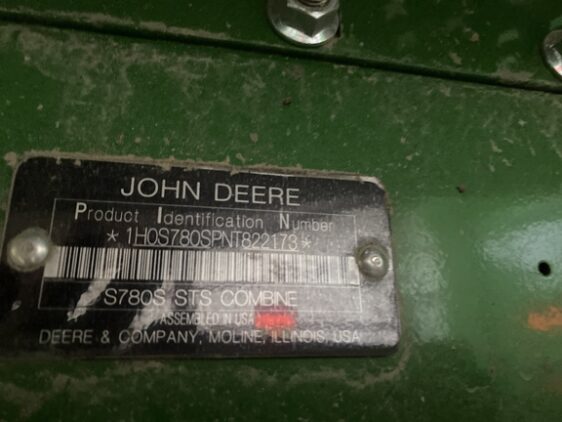 JOHN DEERE
Product Identification Number
*1H0S780SPNT822173*
S780S STS COMBINE
ASSEMBLED IN USA
DEERE & COMPANY, MOLINE, ILLINOIS, USA